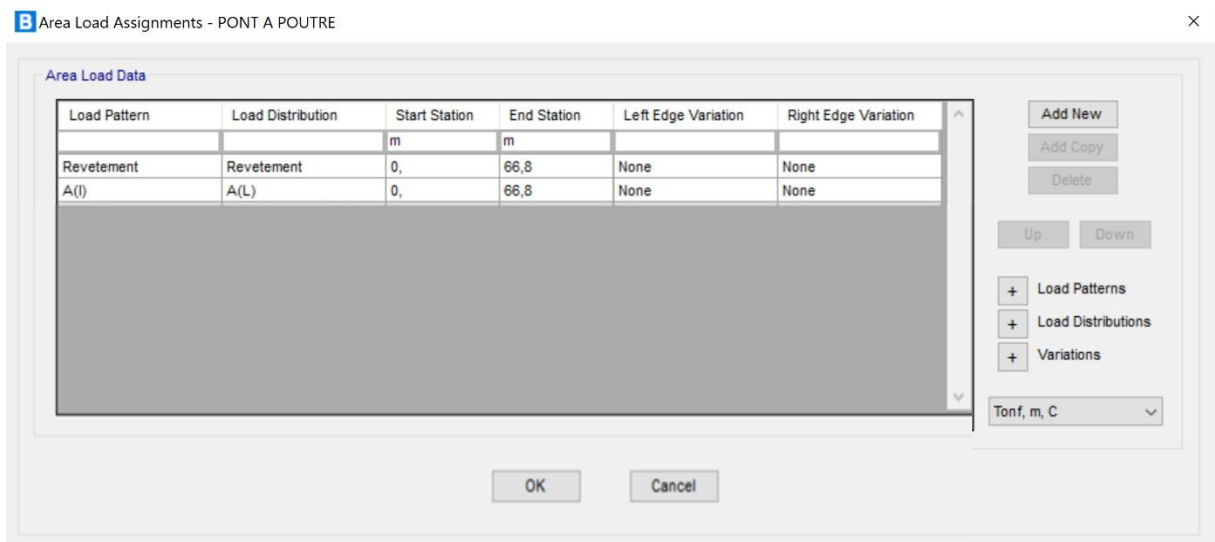 B Area Load Assignments - PONT A POUTRE
Area Load Data
Load Pattern Load Distribution Start Station End Station Left Edge Variation Right Edge Variation
m m
Revetement Revetement 0, 66,8 None None
A(l) A(L) 0, 66,8 None None
Add New
Add Copy
Delete
Up Down
+ Load Patterns
+ Load Distributions
+ Variations
Tonf, m, C
OK Cancel